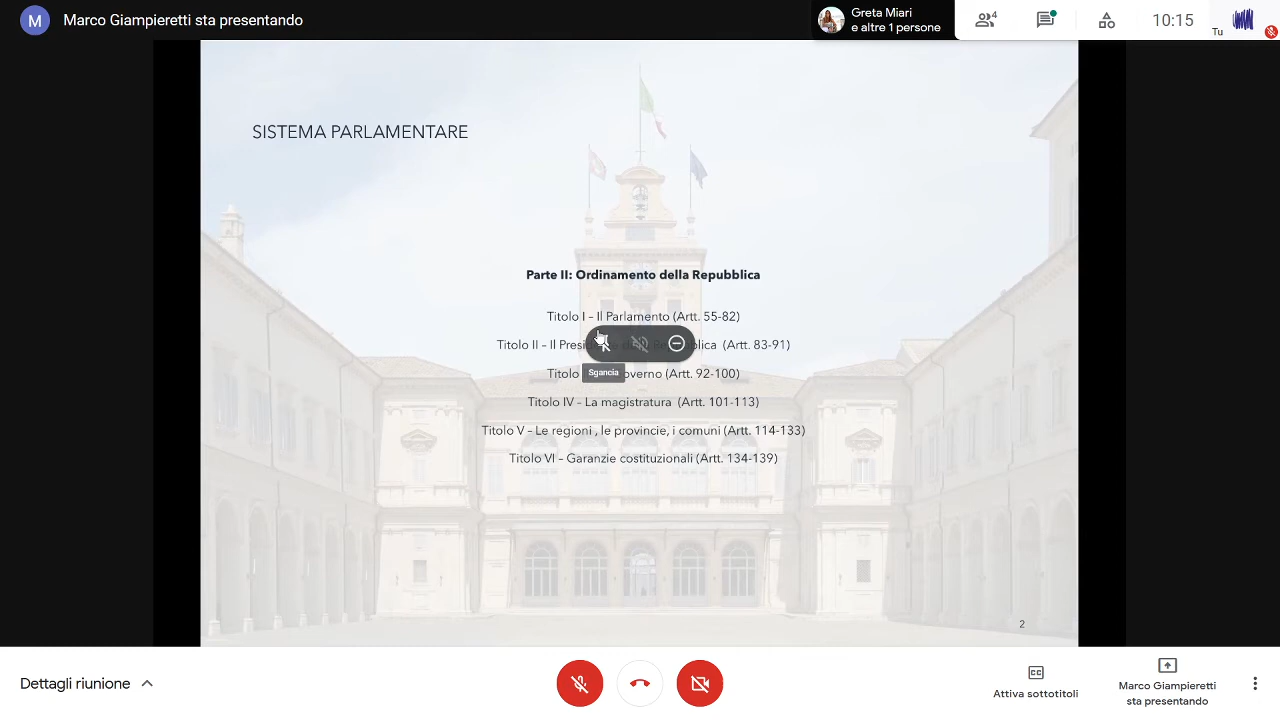 M Marco Giampieretti sta presentando
Greta Miari
e altre 1 persone
4
10:15
Tu
SISTEMA PARLAMENTARE
Parte II: Ordinamento della Repubblica
Titolo I – Il Parlamento (Artt. 55-82)
Titolo II – Il Presi blica (Artt. 83-91)
Titolo overno (Artt. 92-100)
Sgancia
Titolo IV – La magistratura (Artt. 101-113)
Titolo V – Le regioni , le provincie, i comuni (Artt. 114-133)
Titolo VI – Garanzie costituzionali (Artt. 134-139)
2
Dettagli riunione
CC
Attiva sottotitoli
Marco Giampieretti
sta presentando